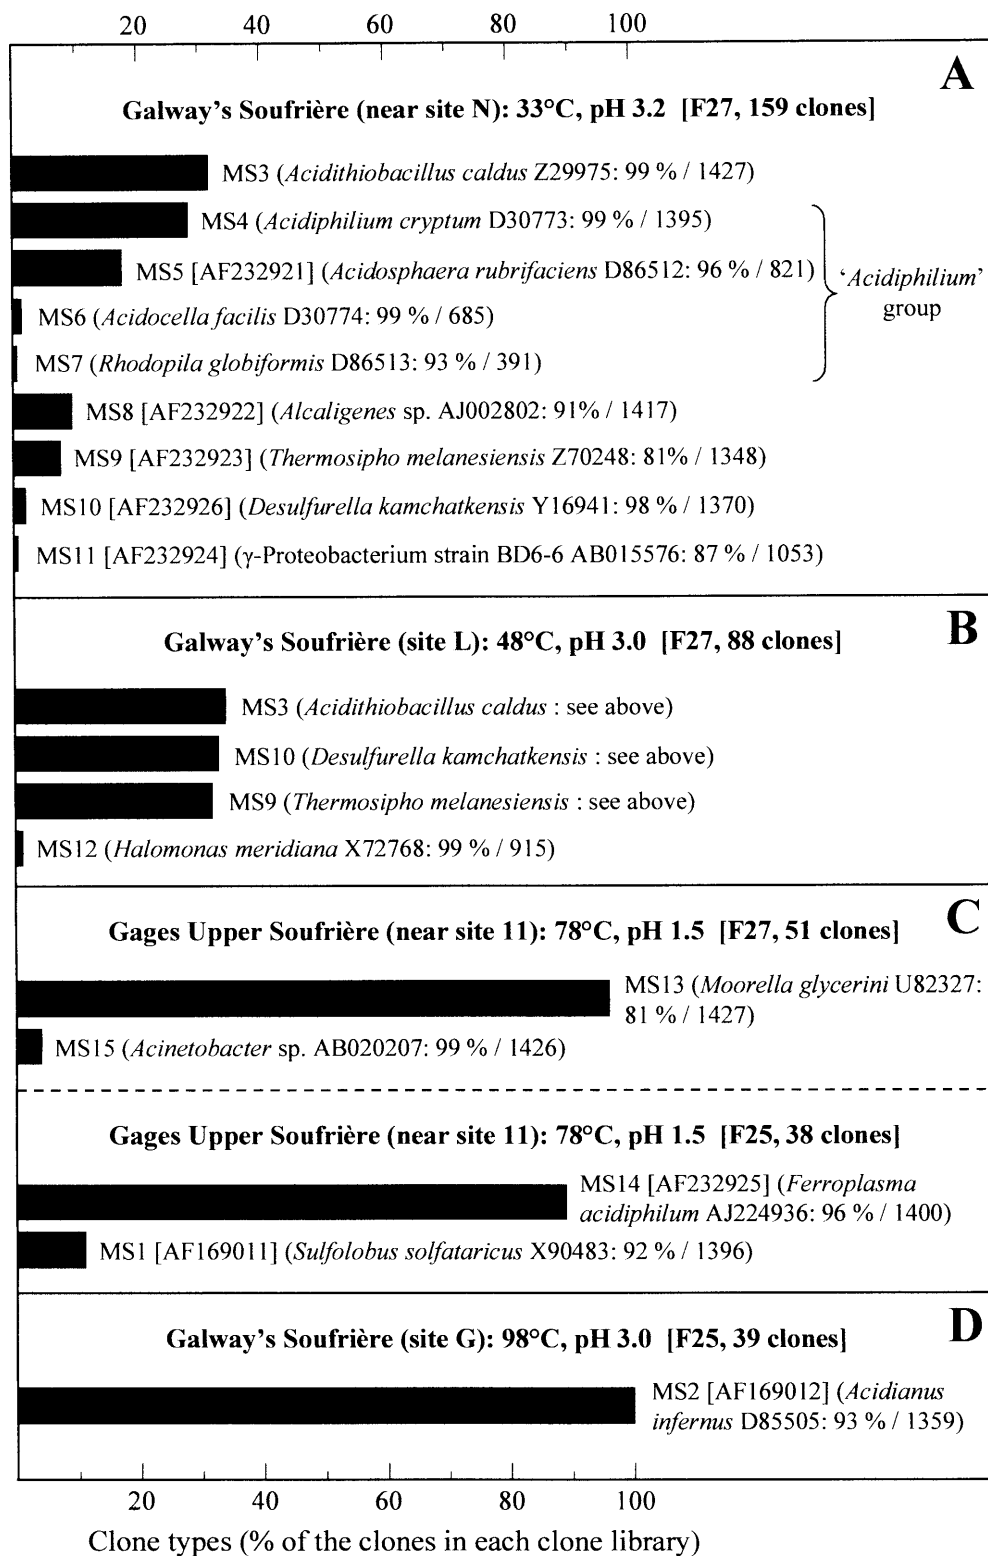 20 40 60 80 100
A
Galway's Soufrière (near site N): 33°C, pH 3.2 [F27, 159 clones]
MS3 (Acidithiobacillus caldus Z29975: 99 % / 1427)
MS4 (Acidiphilium cryptum D30773: 99 % / 1395)
MS5 [AF232921] (Acidosphaera rubrifaciens D86512: 96 % / 821)
'Acidiphilium'
group
MS6 (Acidocella facilis D30774: 99 % / 685)
MS7 (Rhodopila globiformis D86513: 93 % / 391)
MS8 [AF232922] (Alcaligenes sp. AJ002802: 91% / 1417)
MS9 [AF232923] (Thermosipho melanesiensis Z70248: 81% / 1348)
MS10 [AF232926] (Desulfurella kamchatkensis Y16941: 98 % / 1370)
MS11 [AF232924] (γ-Proteobacterium strain BD6-6 AB015576: 87 % / 1053)
B
Galway's Soufrière (site L): 48°C, pH 3.0 [F27, 88 clones]
MS3 (Acidithiobacillus caldus : see above)
MS10 (Desulfurella kamchatkensis : see above)
MS9 (Thermosipho melanesiensis : see above)
MS12 (Halomonas meridiana X72768: 99 % / 915)
C
Gages Upper Soufrière (near site 11): 78°C, pH 1.5 [F27, 51 clones]
MS13 (Moorella glycerini U82327:
81 % / 1427)
MS15 (Acinetobacter sp. AB020207: 99 % / 1426)
Gages Upper Soufrière (near site 11): 78°C, pH 1.5 [F25, 38 clones]
MS14 [AF232925] (Ferroplasma
acidiphilum AJ224936: 96 % / 1400)
MS1 [AF169011] (Sulfolobus solfataricus X90483: 92 % / 1396)
D
Galway's Soufrière (site G): 98°C, pH 3.0 [F25, 39 clones]
MS2 [AF169012] (Acidianus
infernus D85505: 93 % / 1359)
20 40 60 80 100
Clone types (% of the clones in each clone library)